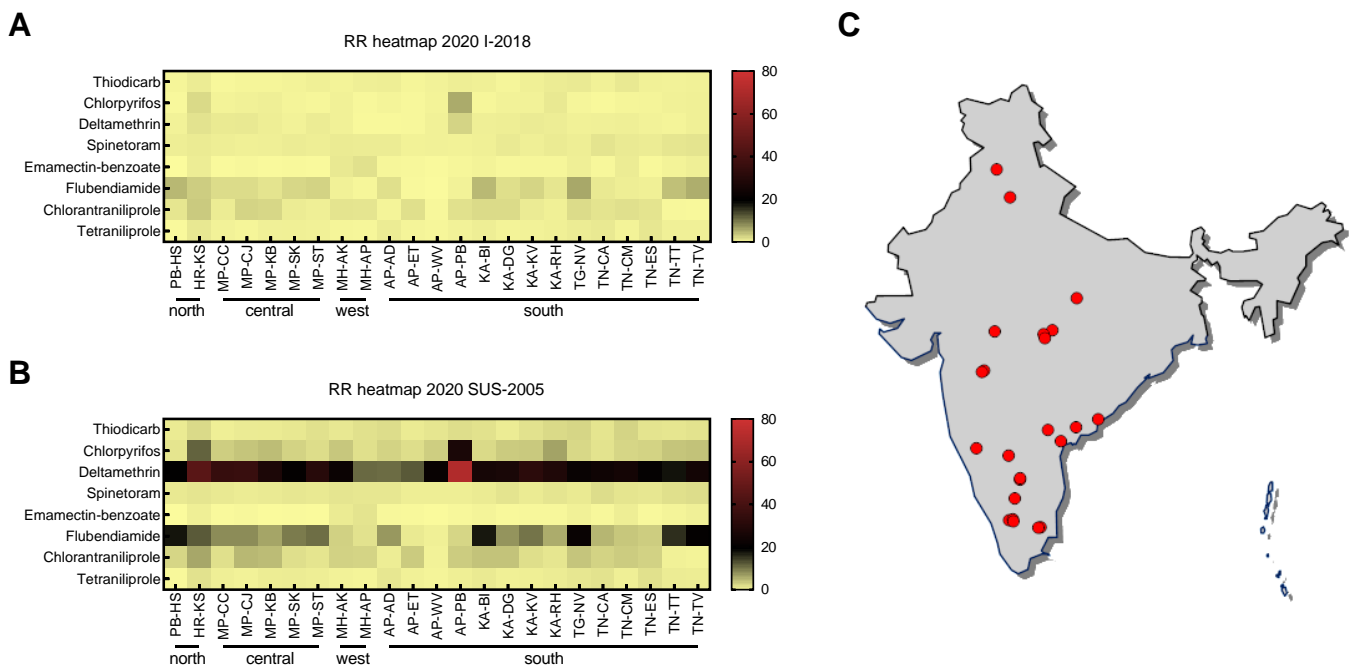 A
RR heatmap 2020 I-2018
Thiodicarb
Chlorpyrifos
Deltamethrin
Spinetoram
Emamectin-benzoate
Flubendiamide
Chlorantraniliprole
Tetraniliprole
80
60
40
20
0
PB-HS
HR-KS
MP-CC
MP-CJ
MP-KB
MP-SK
MP-ST
MH-AK
MH-AP
AP-AD
AP-ET
AP-WV
AP-PB
KA-BI
KA-DG
KA-KV
KA-RH
TG-NV
TN-CA
TN-CM
TN-ES
TN-TT
TN-TV
north central west south
B
RR heatmap 2020 SUS-2005
Thiodicarb
Chlorpyrifos
Deltamethrin
Spinetoram
Emamectin-benzoate
Flubendiamide
Chlorantraniliprole
Tetraniliprole
80
60
40
20
0
PB-HS
HR-KS
MP-CC
MP-CJ
MP-KB
MP-SK
MP-ST
MH-AK
MH-AP
AP-AD
AP-ET
AP-WV
AP-PB
KA-BI
KA-DG
KA-KV
KA-RH
TG-NV
TN-CA
TN-CM
TN-ES
TN-TT
TN-TV
north central west south
C